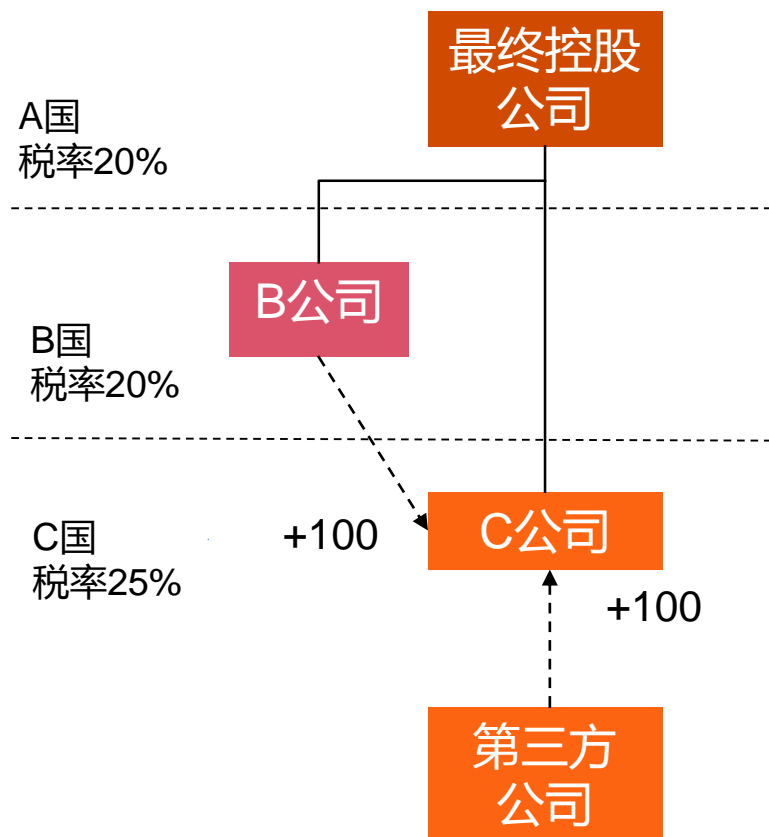 最终控股
公司
A国
税率20%
B公司
B国
税率20%
C国
税率25%
+100
C公司
+100
第三方
公司